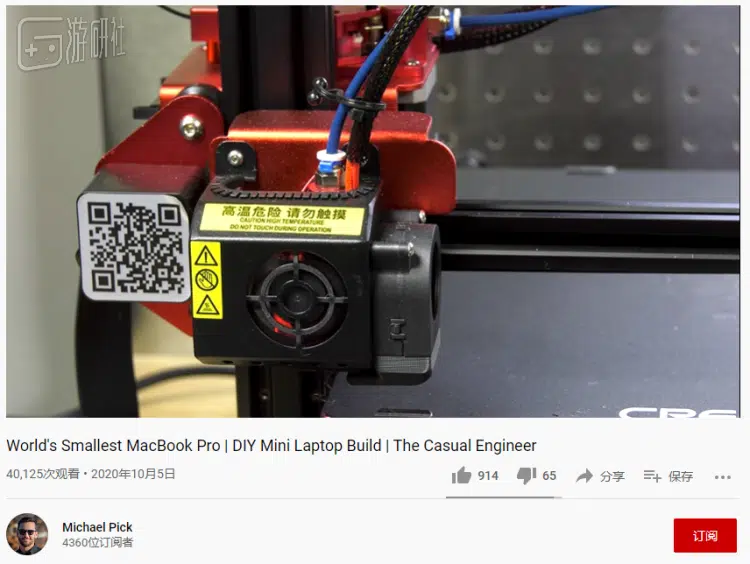 游研社
高温危险 请勿触摸
CAUTION HIGH TEMPERATURE
DO NOT TOUCH DURING OPERATION
World's Smallest MacBook Pro | DIY Mini Laptop Build | The Casual Engineer
40,125次观看・2020年10月5日
914
65
分享
保存
Michael Pick
4360位订阅者
订阅